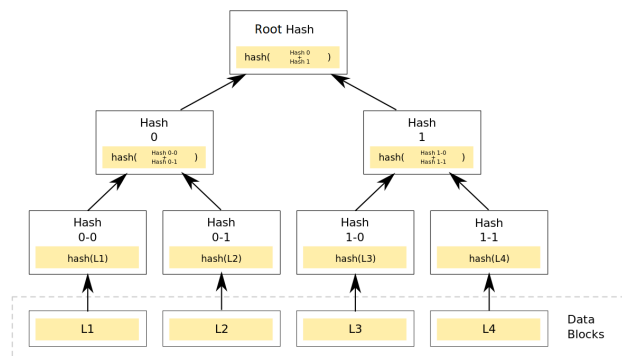 Root Hash
hash( Hash 0 + Hash 1 )
Hash
0
hash( Hash 0-0 + Hash 0-1 )
Hash
1
hash( Hash 1-0 + Hash 1-1 )
Hash
0-0
hash(L1)
Hash
0-1
hash(L2)
Hash
1-0
hash(L3)
Hash
1-1
hash(L4)
L1
L2
L3
L4
Data
Blocks